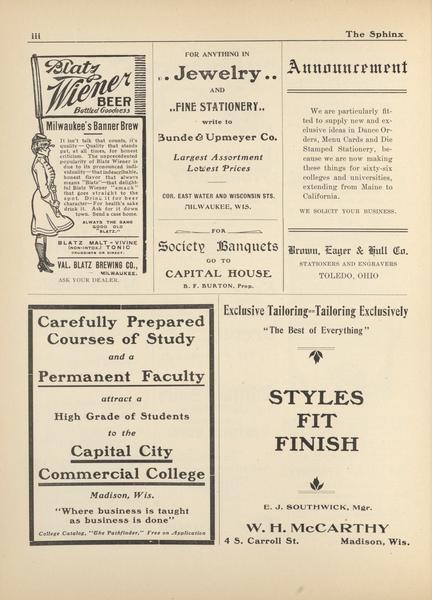 iii
The Sphinx
Blatz
Wiener
BEER
Bottled Goodness
Milwaukee's Banner Brew
It isn't talk that counts, it's
quality—Quality that stands
pat, at all times, for honest
criticism. The unprecedented
popularity of Blatz Wiener is
due to its pronounced indi-
viduality—that indescribable,
honest flavor that always
means "Blatz"—that delight-
ful Blatz Wiener "smack"
that goes straight to the
spot. Drink it for beer
character—For health's sake
drink it. Ask for it down
town. Send a case home.
ALWAYS THE SAME
GOOD OLD
"BLATZ."
BLATZ MALT-VIVINE
(NON-INTOX.) TONIC
DRUGGISTS OR DIRECT.
VAL. BLATZ BREWING CO.,
MILWAUKEE.
ASK YOUR DEALER.
FOR ANYTHING IN
.. Jewelry ..
AND
..FINE STATIONERY..
write to
Bunde & Upmeyer Co.
Largest Assortment
Lowest Prices
COR. EAST WATER AND WISCONSIN STS.
MILWAUKEE, WIS.
FOR
Society Banquets
GO TO
CAPITAL HOUSE
B. F. BURTON, Prop.
Announcement
We are particularly fit-
ted to supply new and ex-
clusive ideas in Dance Or-
ders, Menu Cards and Die
Stamped Stationery, be-
cause we are now making
these things for sixty-six
colleges and universities,
extending from Maine to
California.
WE SOLICIT YOUR BUSINESS.
Brown, Eager & Hull Co.
STATIONERS AND ENGRAVERS
TOLEDO, OHIO
Carefully Prepared
Courses of Study
and a
Permanent Faculty
attract a
High Grade of Students
to the
Capital City
Commercial College
Madison, Wis.
"Where business is taught
as business is done"
College Catalog, "The Pathfinder," Free on Application
Exclusive Tailoring--Tailoring Exclusively
"The Best of Everything"
STYLES
FIT
FINISH
E. J. SOUTHWICK, Mgr.
W. H. McCARTHY
4 S. Carroll St. Madison, Wis.